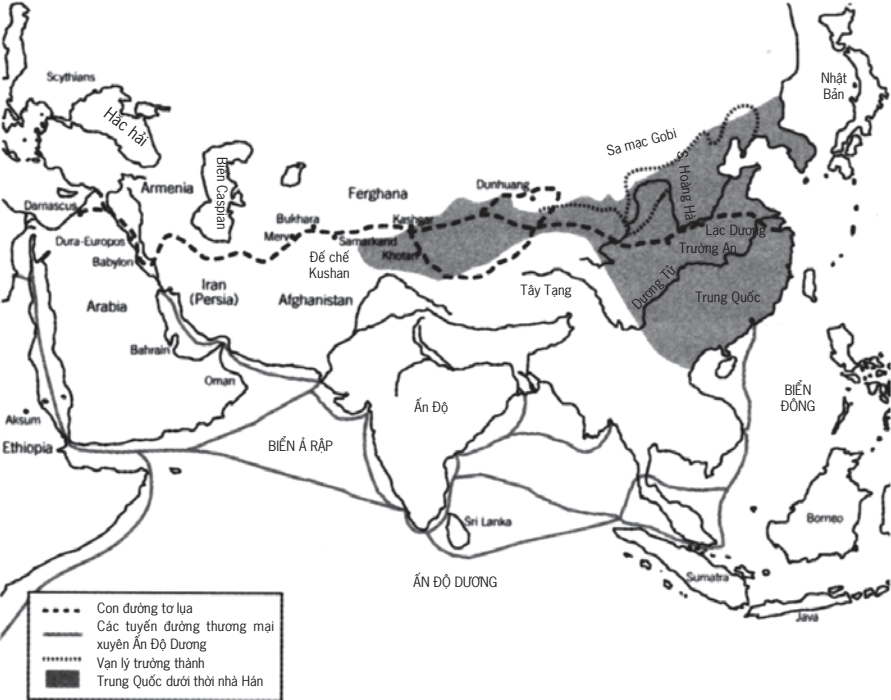 Scythians
Hắc hải
Nhật
Bản
Sa mạc Gobi
Biển Caspian
Armenia
Ferghana
Dunhuang
Hoàng Hà
Damascus
Bukhara
Kashgar
Dura-Europos
Merv
Samarkand
Lạc Dương
Trường An
Babylon
Khotan
Đế chế
Kushan
Iran
(Persia)
Afghanistan
Tây Tạng
Dương Tử
Trung Quốc
Arabia
Bahrain
Oman
Ấn Độ
BIỂN
ĐÔNG
Aksum
Ethiopia
BIỂN Ả RẬP
Sri Lanka
Borneo
ẤN ĐỘ DƯƠNG
Sumatra
Java
Con đường tơ lụa
Các tuyến đường thương mại
xuyên Ấn Độ Dương
Vạn lý trường thành
Trung Quốc dưới thời nhà Hán